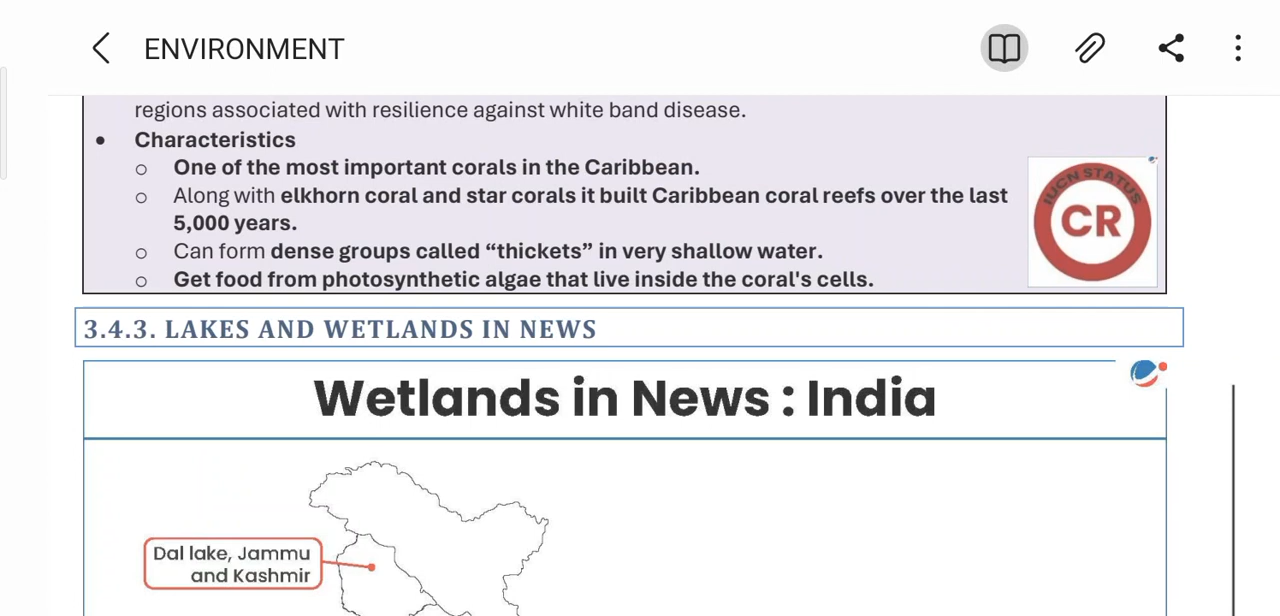 ENVIRONMENT
regions associated with resilience against white band disease.
• Characteristics
o One of the most important corals in the Caribbean.
o Along with elkhorn coral and star corals it built Caribbean coral reefs over the last
5,000 years.
o Can form dense groups called “thickets” in very shallow water.
o Get food from photosynthetic algae that live inside the coral's cells.
IUCN STATUS
CR
3.4.3. LAKES AND WETLANDS IN NEWS
Wetlands in News : India
Dal lake, Jammu
and Kashmir